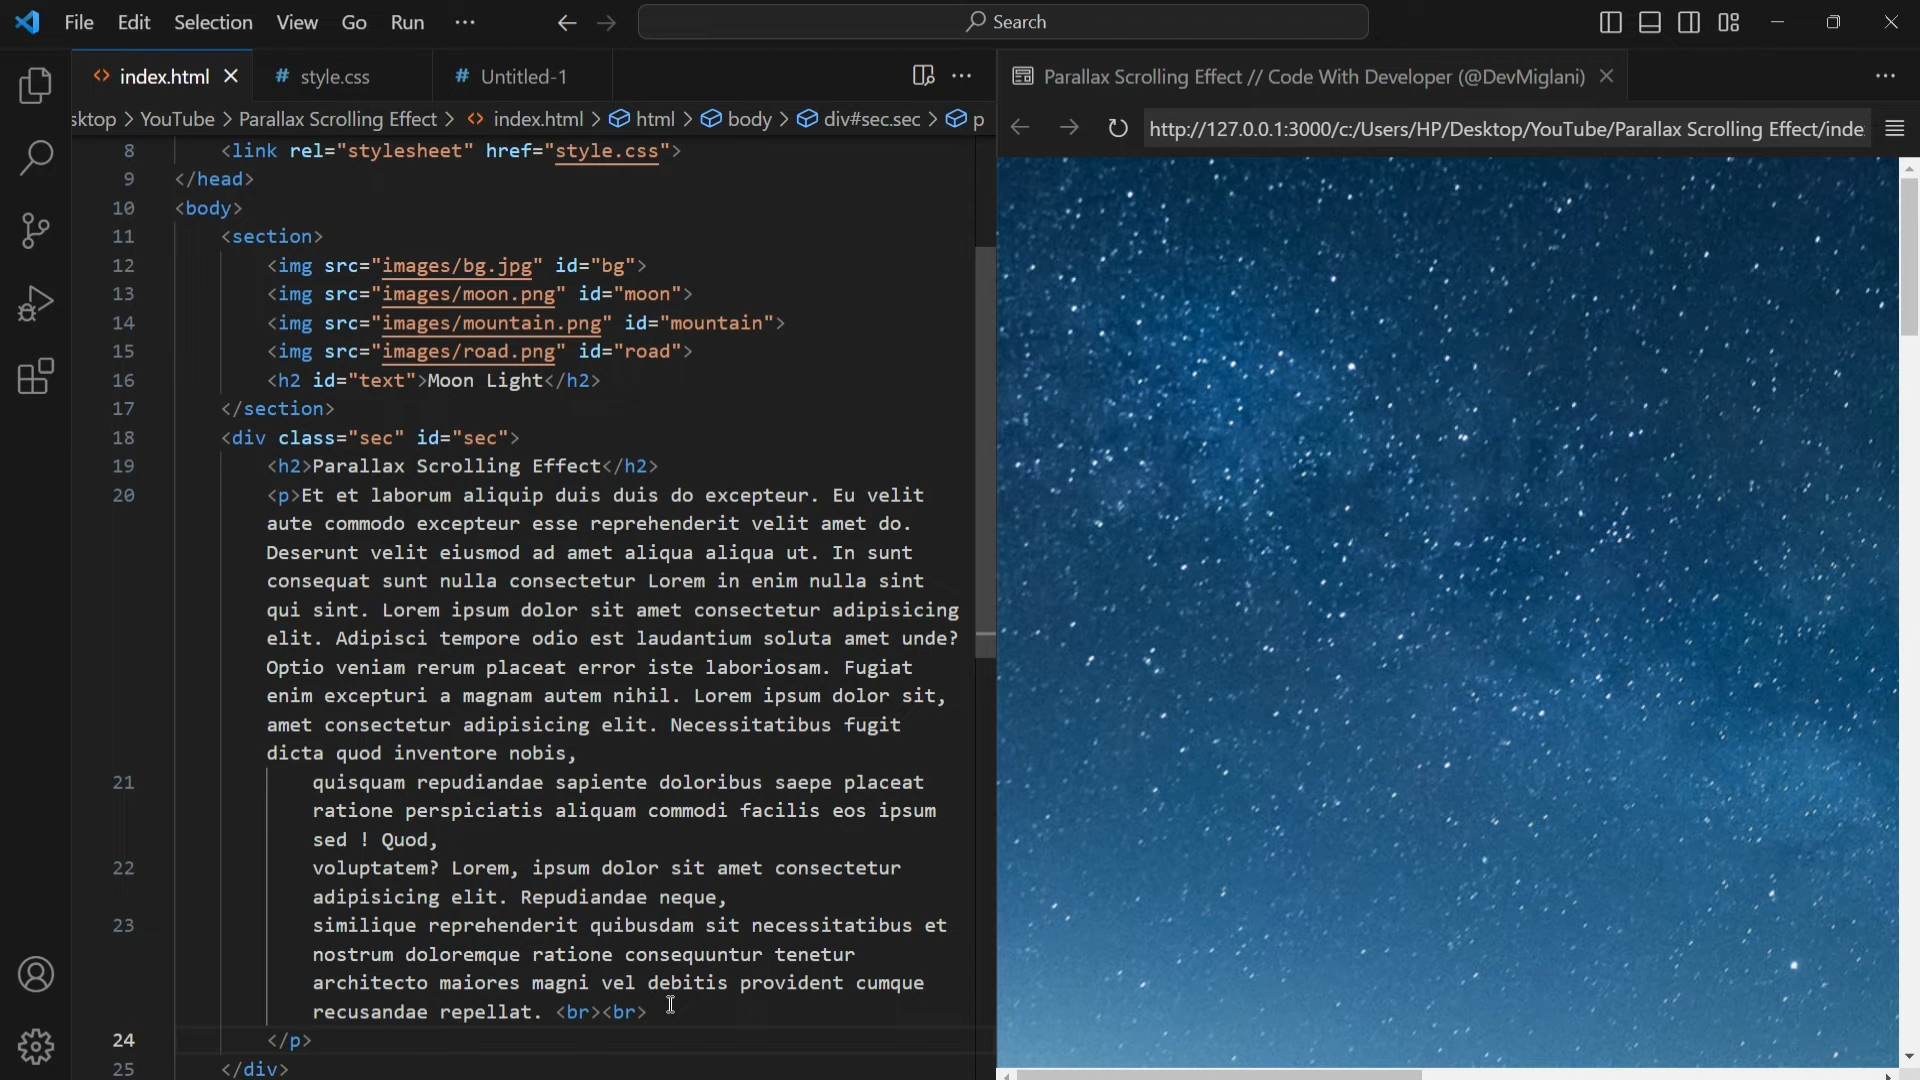 File Edit Selection View Go Run ··· Search
index.html # style.css # Untitled-1 Parallax Scrolling Effect // Code With Developer (@DevMiglani)
sktop > YouTube > Parallax Scrolling Effect > index.html > html > body > div#sec.sec > p
http://127.0.0.1:3000/c:/Users/HP/Desktop/YouTube/Parallax Scrolling Effect/inde
8 <link rel="stylesheet" href="style.css">
9 </head>
10 <body>
11 <section>
12 <img src="images/bg.jpg" id="bg">
13 <img src="images/moon.png" id="moon">
14 <img src="images/mountain.png" id="mountain">
15 <img src="images/road.png" id="road">
16 <h2 id="text">Moon Light</h2>
17 </section>
18 <div class="sec" id="sec">
19 <h2>Parallax Scrolling Effect</h2>
20 <p>Et et laborum aliquip duis duis do excepteur. Eu velit
aute commodo excepteur esse reprehenderit velit amet do.
Deserunt velit eiusmod ad amet aliqua aliqua ut. In sunt
consequat sunt nulla consectetur Lorem in enim nulla sint
qui sint. Lorem ipsum dolor sit amet consectetur adipisicing
elit. Adipisci tempore odio est laudantium soluta amet unde?
Optio veniam rerum placeat error iste laboriosam. Fugiat
enim excepturi a magnam autem nihil. Lorem ipsum dolor sit,
amet consectetur adipisicing elit. Necessitatibus fugit
dicta quod inventore nobis,
21 quisquam repudiandae sapiente doloribus saepe placeat
ratione perspiciatis aliquam commodi facilis eos ipsum
sed ! Quod,
22 voluptatem? Lorem, ipsum dolor sit amet consectetur
adipisicing elit. Repudiandae neque,
23 similique reprehenderit quibusdam sit necessitatibus et
nostrum doloremque ratione consequuntur tenetur
architecto maiores magni vel debitis provident cumque
recusandae repellat. <br><br>
24 </p>
25 </div>